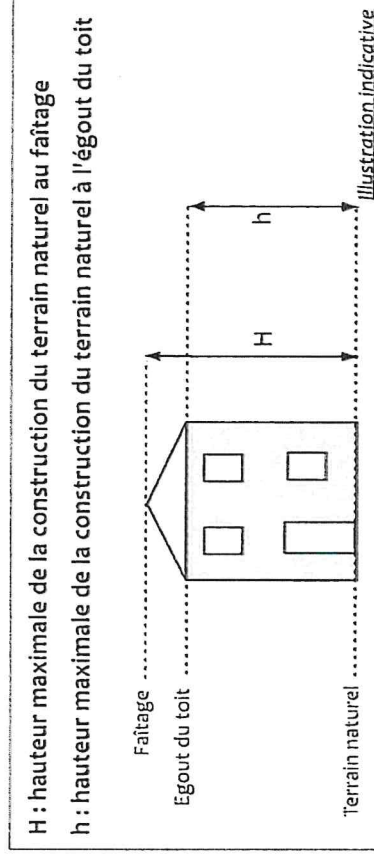 H : hauteur maximale de la construction du terrain naturel au faîtage
h : hauteur maximale de la construction du terrain naturel à l'égout du toit
Faîtage
Egout du toit
H
h
Terrain naturel
Illustration indicative